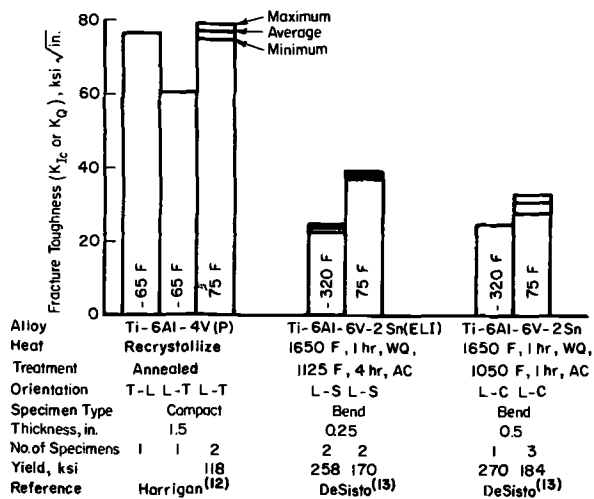 80
60
40
20
0
Fracture Toughness (KIc or KQ), ksi √in.
Maximum
Average
Minimum
-65 F
-65 F
75 F
-320 F
75 F
-320 F
75 F
Alloy Ti-6Al-4V(P) Ti-6Al-6V-2Sn(ELI) Ti-6Al-6V-2Sn
Heat Recrystallize 1650 F, 1 hr, WQ, 1650 F, 1 hr, WQ,
Treatment Annealed 1125 F, 4 hr, AC 1050 F, 1 hr, AC
Orientation T-L L-T L-T L-S L-S L-C L-C
Specimen Type Compact Bend Bend
Thickness, in. 1.5 0.25 0.5
No. of Specimens 1 1 2 2 2 1 3
Yield, ksi 118 258 170 270 184
Reference Harrigan(12) DeSisto(13) DeSisto(13)